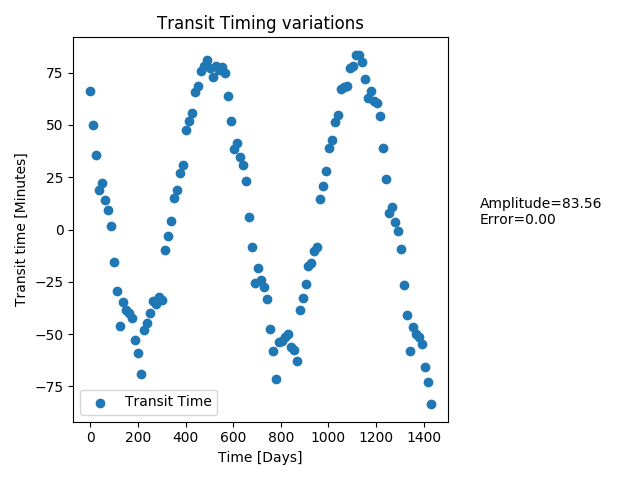 Transit Timing variations
Transit time [Minutes]
75
50
25
0
−25
−50
−75
Transit Time
0 200 400 600 800 1000 1200 1400
Time [Days]
Amplitude=83.56
Error=0.00